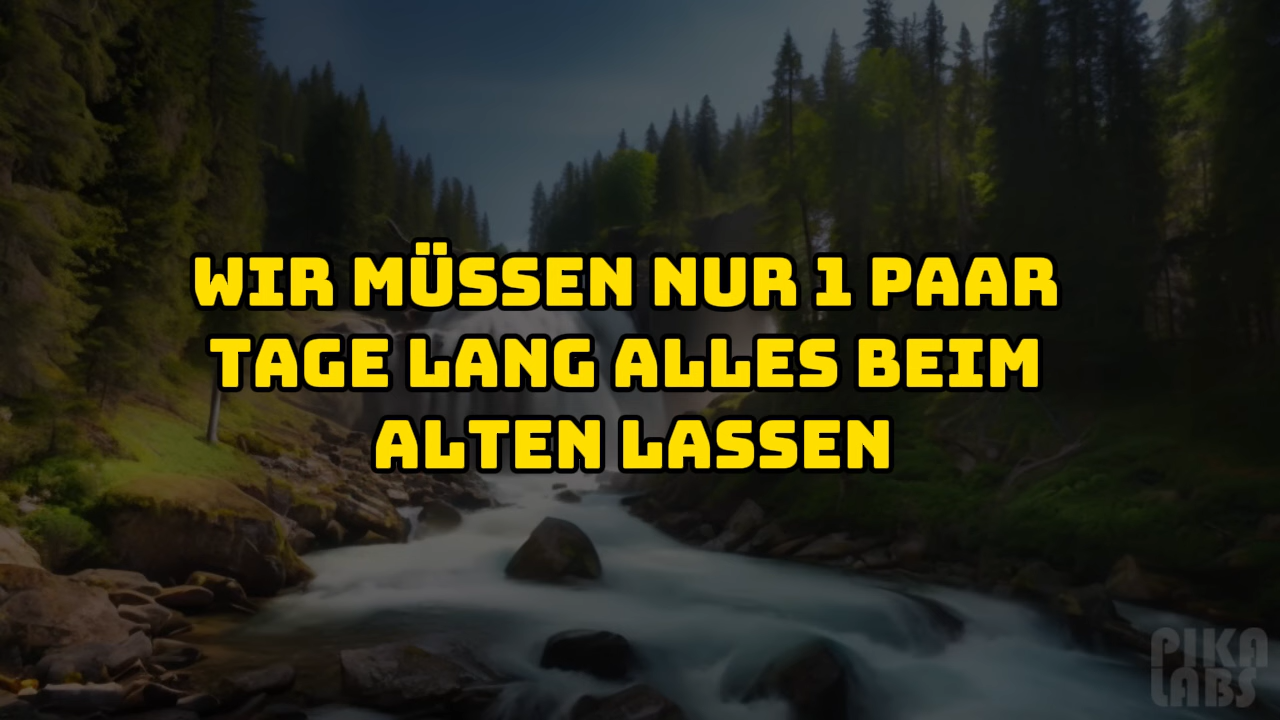 WIR MÜSSEN NUR 1 PAAR
TAGE LANG ALLES BEIM
ALTEN LASSEN
PIKA
LABS